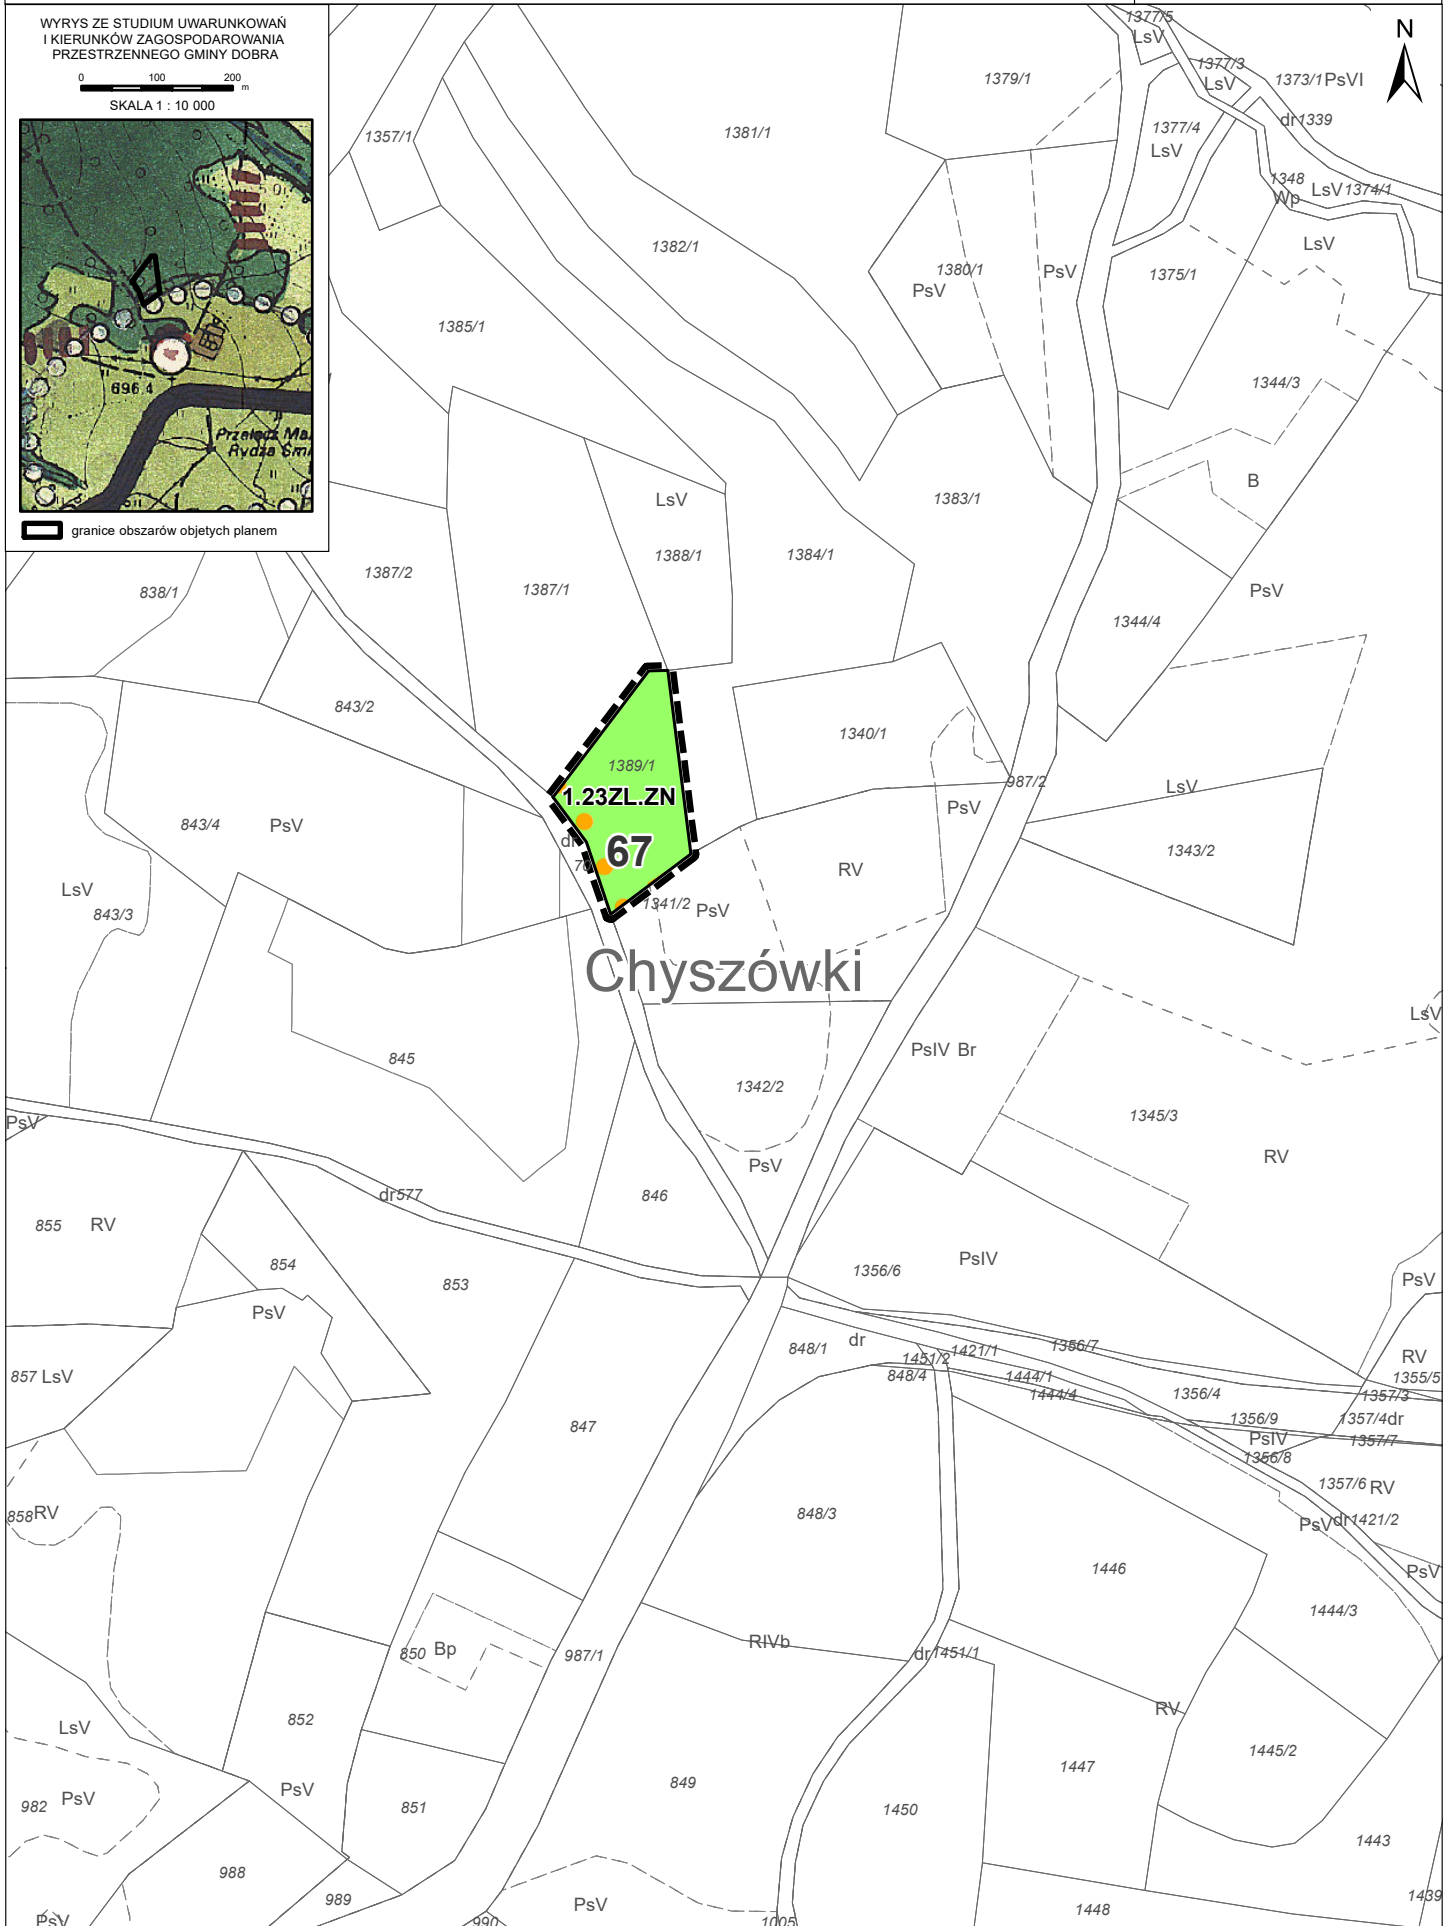 WYRYS ZE STUDIUM UWARUNKOWAŃ
I KIERUNKÓW ZAGOSPODAROWANIA
PRZESTRZENNEGO GMINY DOBRA
0 100 200 m
SKALA 1 : 10 000
696.4
Przełęcz
Rydza
granice obszarów objetych planem
N
1377/5
LsV
1377/3
LsV
1373/1 PsVI
1379/1
1381/1
1357/1
1377/4
LsV
dr 1339
1348
Wp
LsV 1374/1
LsV
1382/1
1380/1
PsV
PsV
1375/1
1385/1
1344/3
B
LsV
1383/1
1388/1
1384/1
1387/2
1387/1
838/1
PsV
1344/4
843/2
1340/1
1389/1
987/2
LsV
1.23ZL.ZN
PsV
843/4
PsV
dr
67
1343/2
RV
LsV
843/3
1341/2 PsV
Chyszówki
LsV
PsIV Br
845
1342/2
1345/3
PsV
RV
PsV
dr 577
846
855
RV
854
853
1356/6
PsIV
PsV
PsV
848/1
dr
1451/2
1421/1
1356/7
RV
857 LsV
848/4
1444/1
1444/4
1356/4
1355/5
1357/3
1356/9
1357/4 dr
847
PsIV
1357/7
1356/8
1357/6 RV
858 RV
848/3
PsV dr 1421/2
1446
PsV
1444/3
850 Bp
987/1
RIVb
dr 1451/1
RV
LsV
852
1445/2
1447
PsV
849
982
PsV
851
1450
1443
988
989
PsV
1439
PsV
990
1005
1448